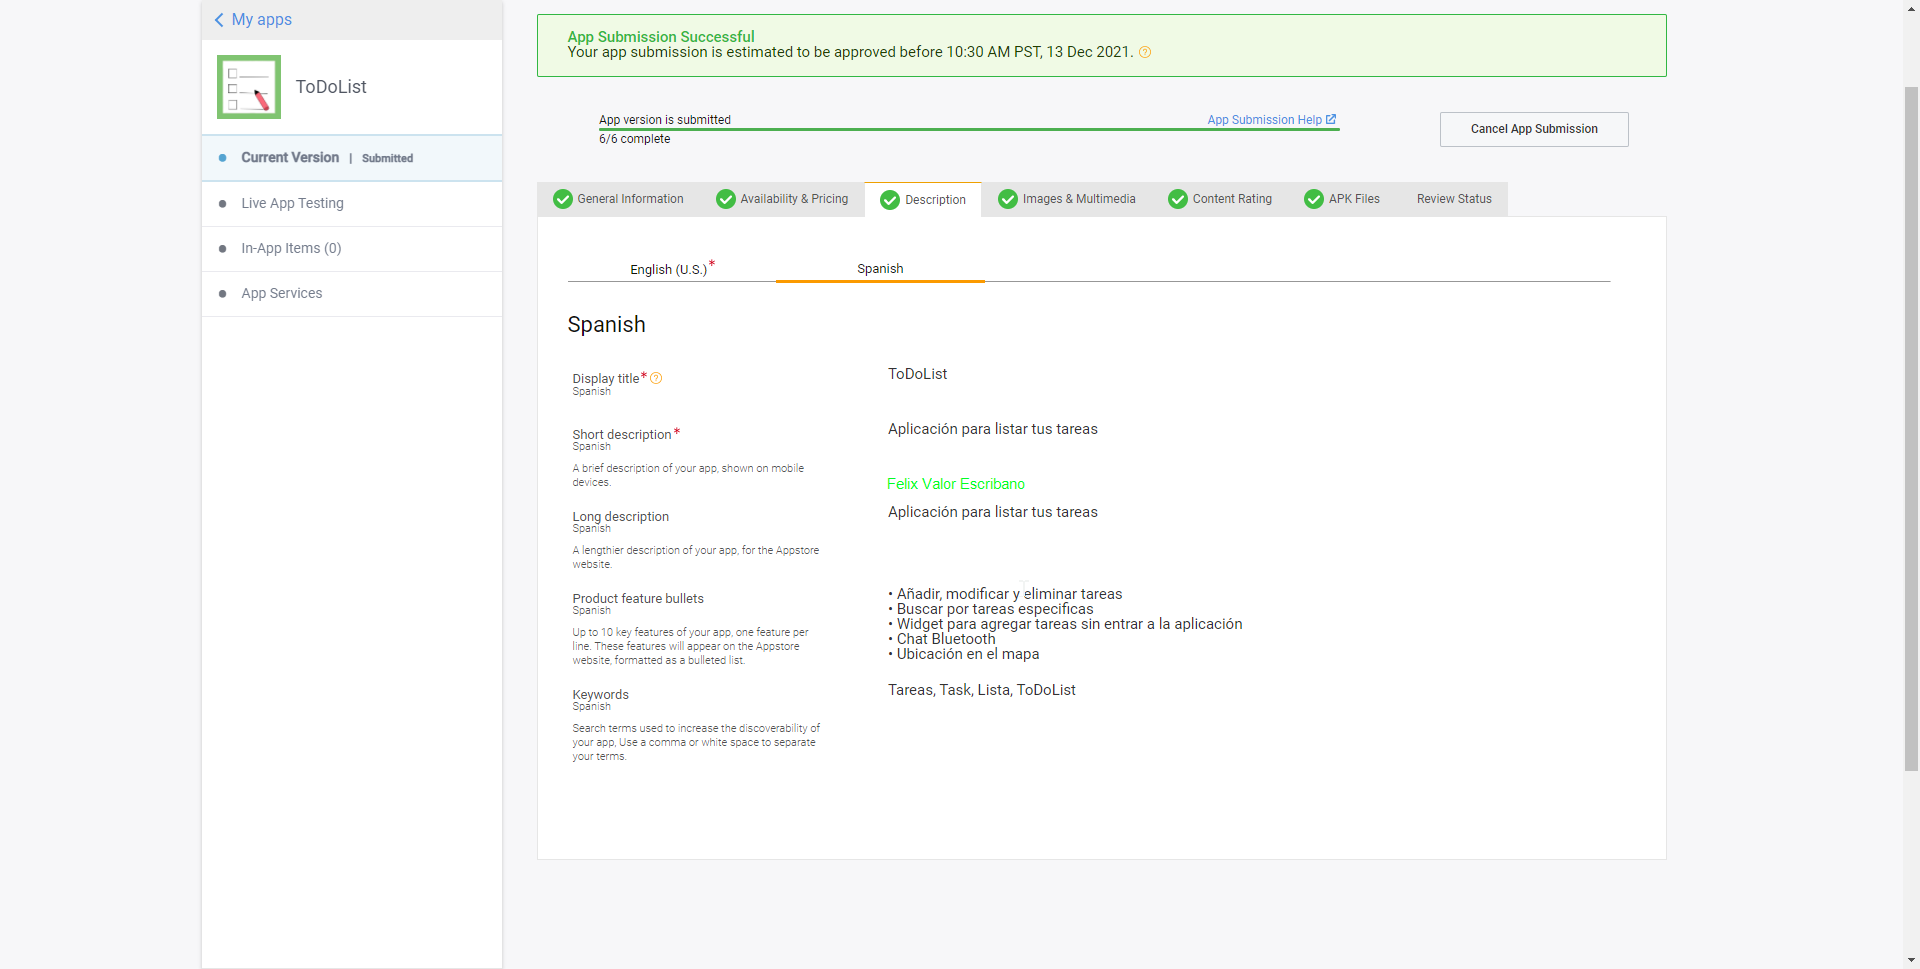 My apps
ToDoList
Current Version | Submitted
Live App Testing
In-App Items (0)
App Services
App Submission Successful
Your app submission is estimated to be approved before 10:30 AM PST, 13 Dec 2021.
App version is submitted
App Submission Help
6/6 complete
Cancel App Submission
General Information
Availability & Pricing
Description
Images & Multimedia
Content Rating
APK Files
Review Status
English (U.S.)*
Spanish
Spanish
Display title*
Spanish
ToDoList
Short description*
Spanish
A brief description of your app, shown on mobile
devices.
Aplicación para listar tus tareas
Felix Valor Escribano
Long description
Spanish
A lengthier description of your app, for the Appstore
website.
Aplicación para listar tus tareas
Product feature bullets
Spanish
Up to 10 key features of your app, one feature per
line. These features will appear on the Appstore
website, formatted as a bulleted list.
• Añadir, modificar y eliminar tareas
• Buscar por tareas especificas
• Widget para agregar tareas sin entrar a la aplicación
• Chat Bluetooth
• Ubicación en el mapa
Keywords
Spanish
Search terms used to increase the discoverability of
your app, Use a comma or white space to separate
your terms.
Tareas, Task, Lista, ToDoList